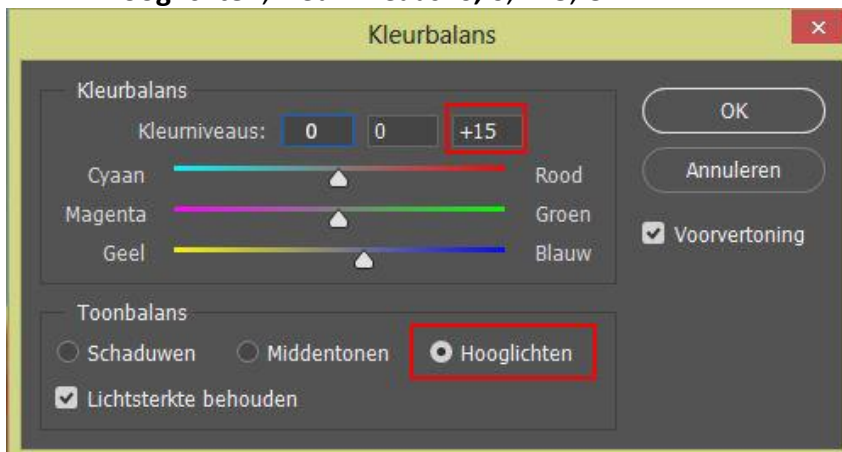 Kleurbalans
Kleurbalans
Kleurniveaus: 0 0 +15
Cyaan Rood
Magenta Groen
Geel Blauw
Toonbalans
Schaduwen Middentonen Hooglichten
Lichtsterkte behouden
OK
Annuleren
Voorvertoning